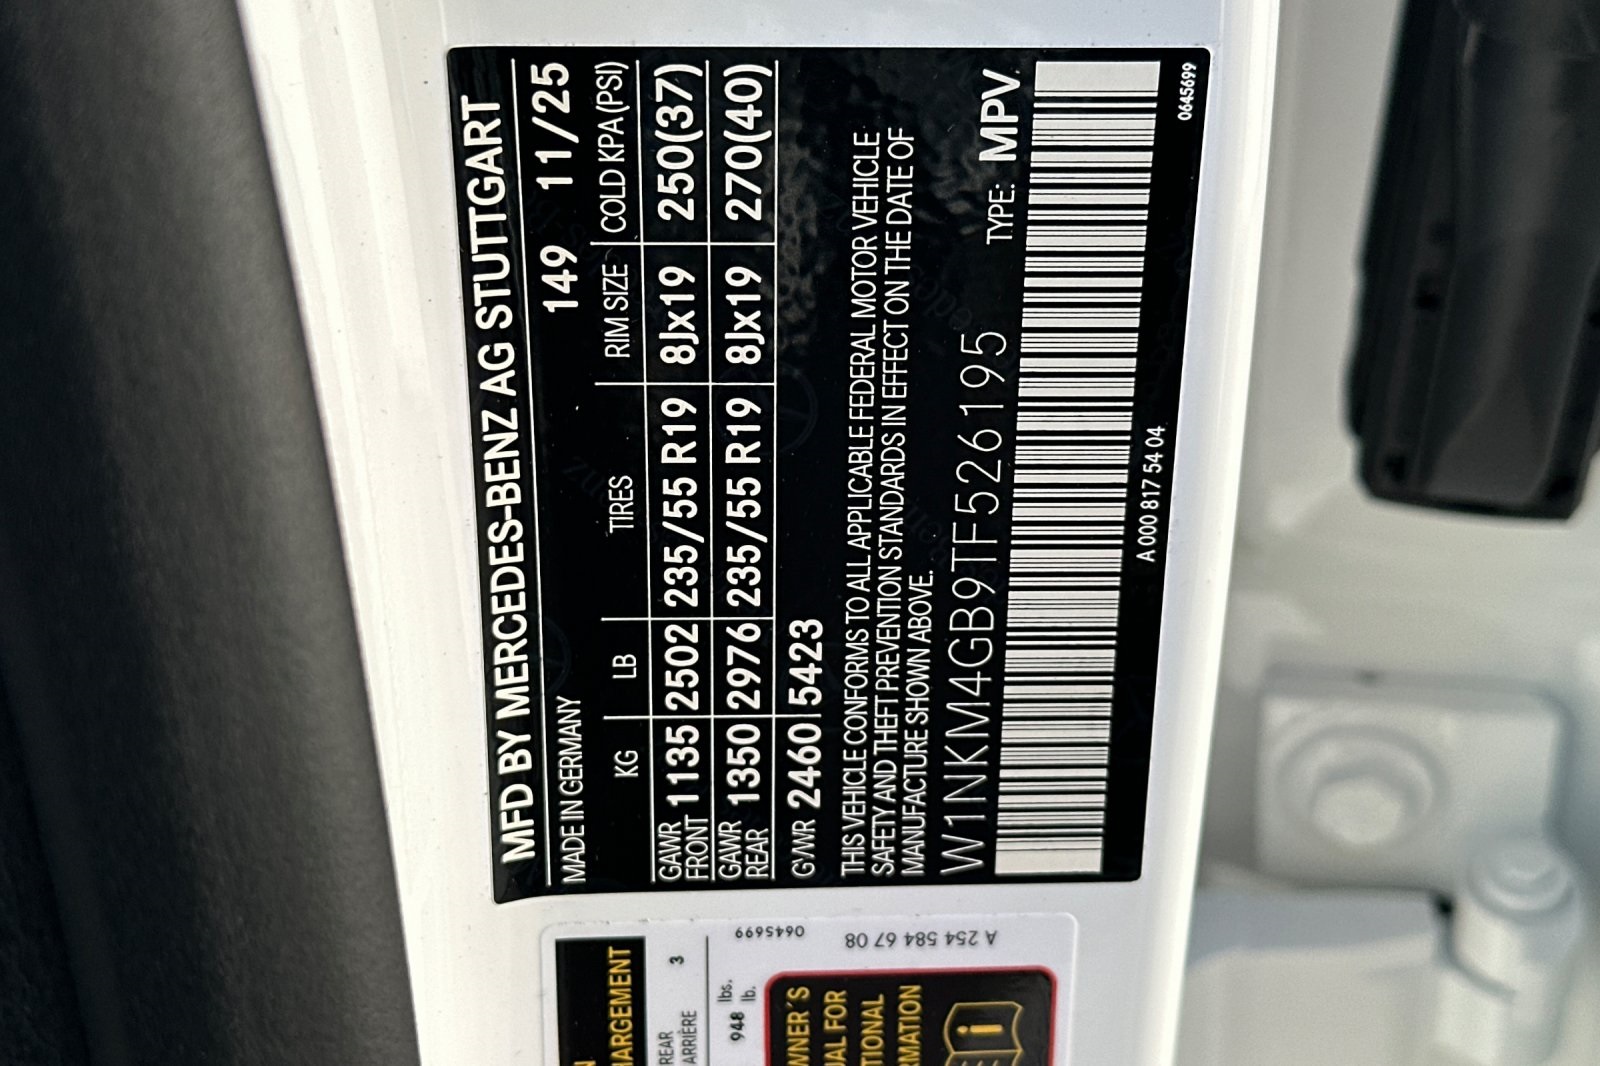 MFD BY MERCEDES-BENZ AG STUTTGART
MADE IN GERMANY 149 11/25
KG LB TIRES RIM SIZE COLD KPA(PSI)
GAWR FRONT 1135 2502 235/55 R19 8Jx19 250(37)
GAWR REAR 1350 2976 235/55 R19 8Jx19 270(40)
GVWR 2460 5423
THIS VEHICLE CONFORMS TO ALL APPLICABLE FEDERAL MOTOR VEHICLE
SAFETY AND THEFT PREVENTION STANDARDS IN EFFECT ON THE DATE OF
MANUFACTURE SHOWN ABOVE.
W1NKM4GB9TF526195 TYPE: MPV
A 000 817 54 04 0645699
HARGEMENT
REAR 3
ARRIÈRE
948 lbs.
lb.
0645699
A 254 584 67 08
WNER´S
UAL FOR
TIONAL
RMATION